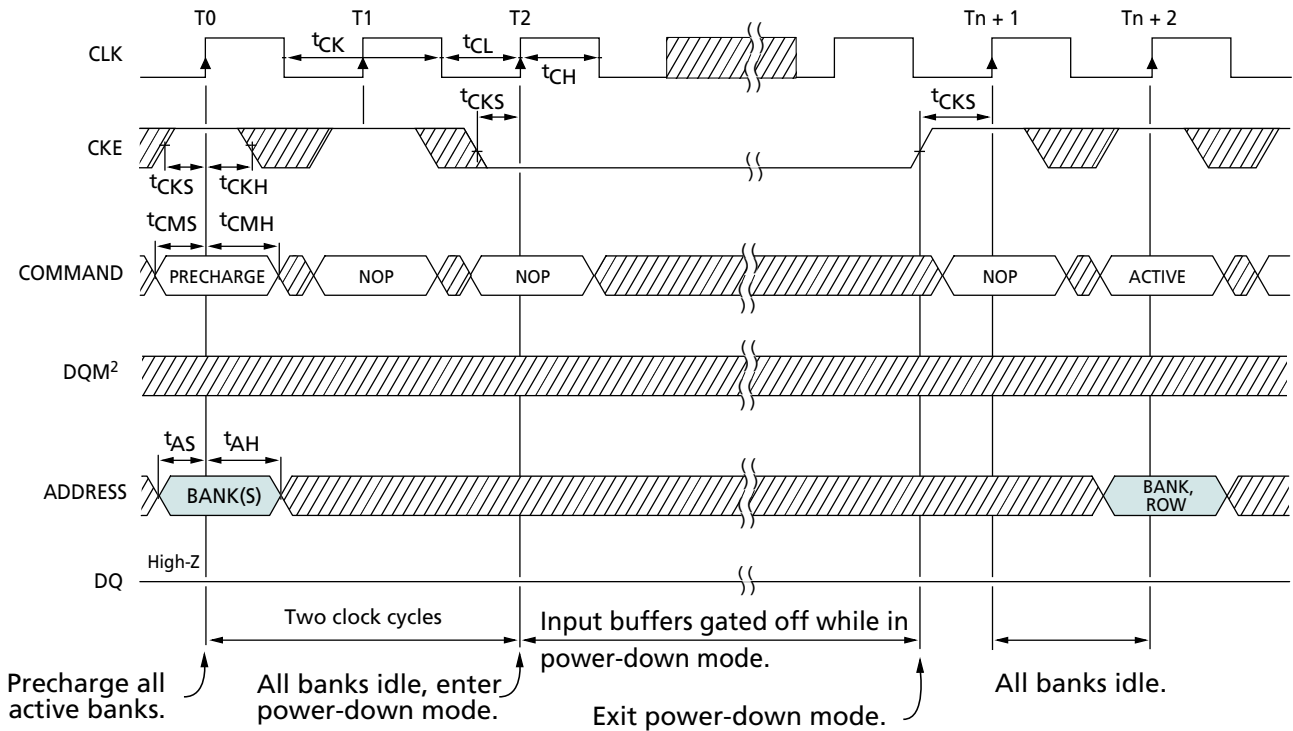 T0 T1 T2 Tn + 1 Tn + 2
CLK
tCK tCL
tCH
tCKS tCKS
CKE
tCKS tCKH
tCMS tCMH
COMMAND PRECHARGE NOP NOP NOP ACTIVE
DQM2
tAS tAH
ADDRESS BANK(S) BANK,
ROW
High-Z
DQ
Two clock cycles
Input buffers gated off while in
power-down mode.
Precharge all
active banks.
All banks idle, enter
power-down mode.
Exit power-down mode.
All banks idle.